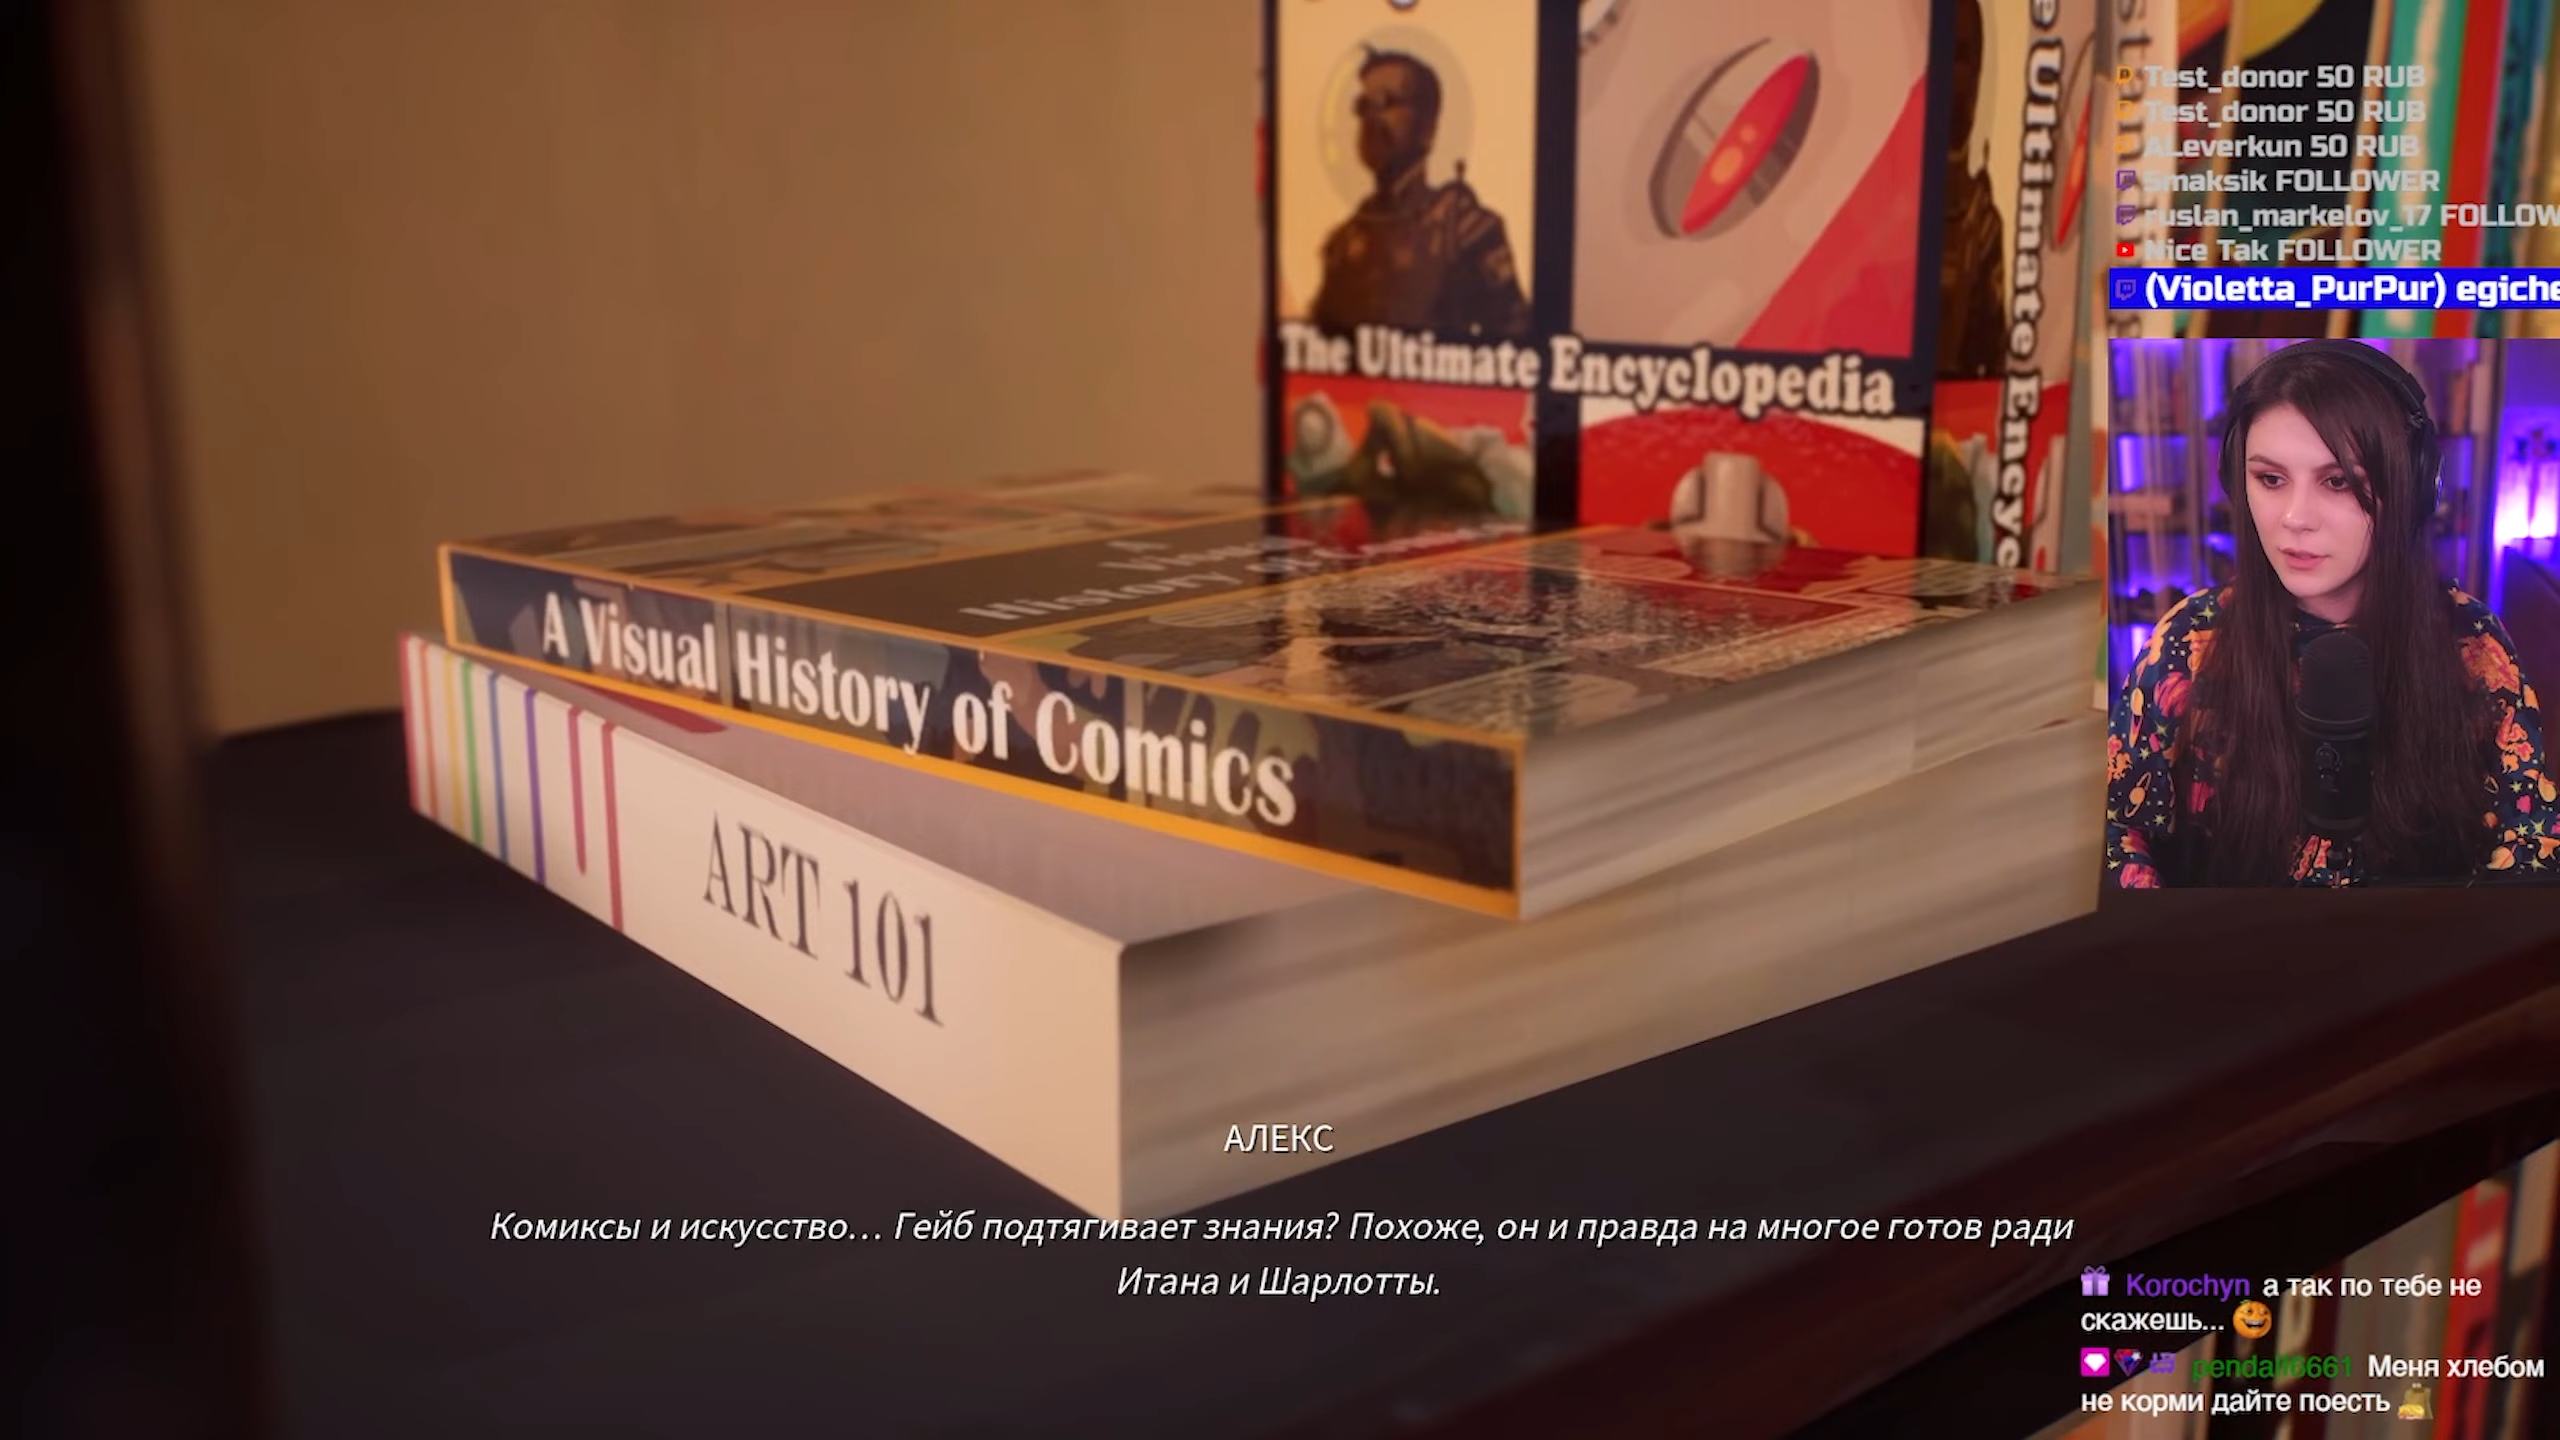 The Ultimate Encyclopedia
e Ultimate Encyc
A Visual History of Comics
ART 101
Test_donor 50 RUB
Test_donor 50 RUB
ALeverkun 50 RUB
Smaksik FOLLOWER
ruslan_markelov_17 FOLLOW
Nice Tak FOLLOWER
(Violetta_PurPur) egiche
АЛЕКС
Комиксы и искусство... Гейб подтягивает знания? Похоже, он и правда на многое готов ради
Итана и Шарлотты.
Korochyn а так по тебе не
скажешь...
pendali6661 Меня хлебом
не корми дайте поесть